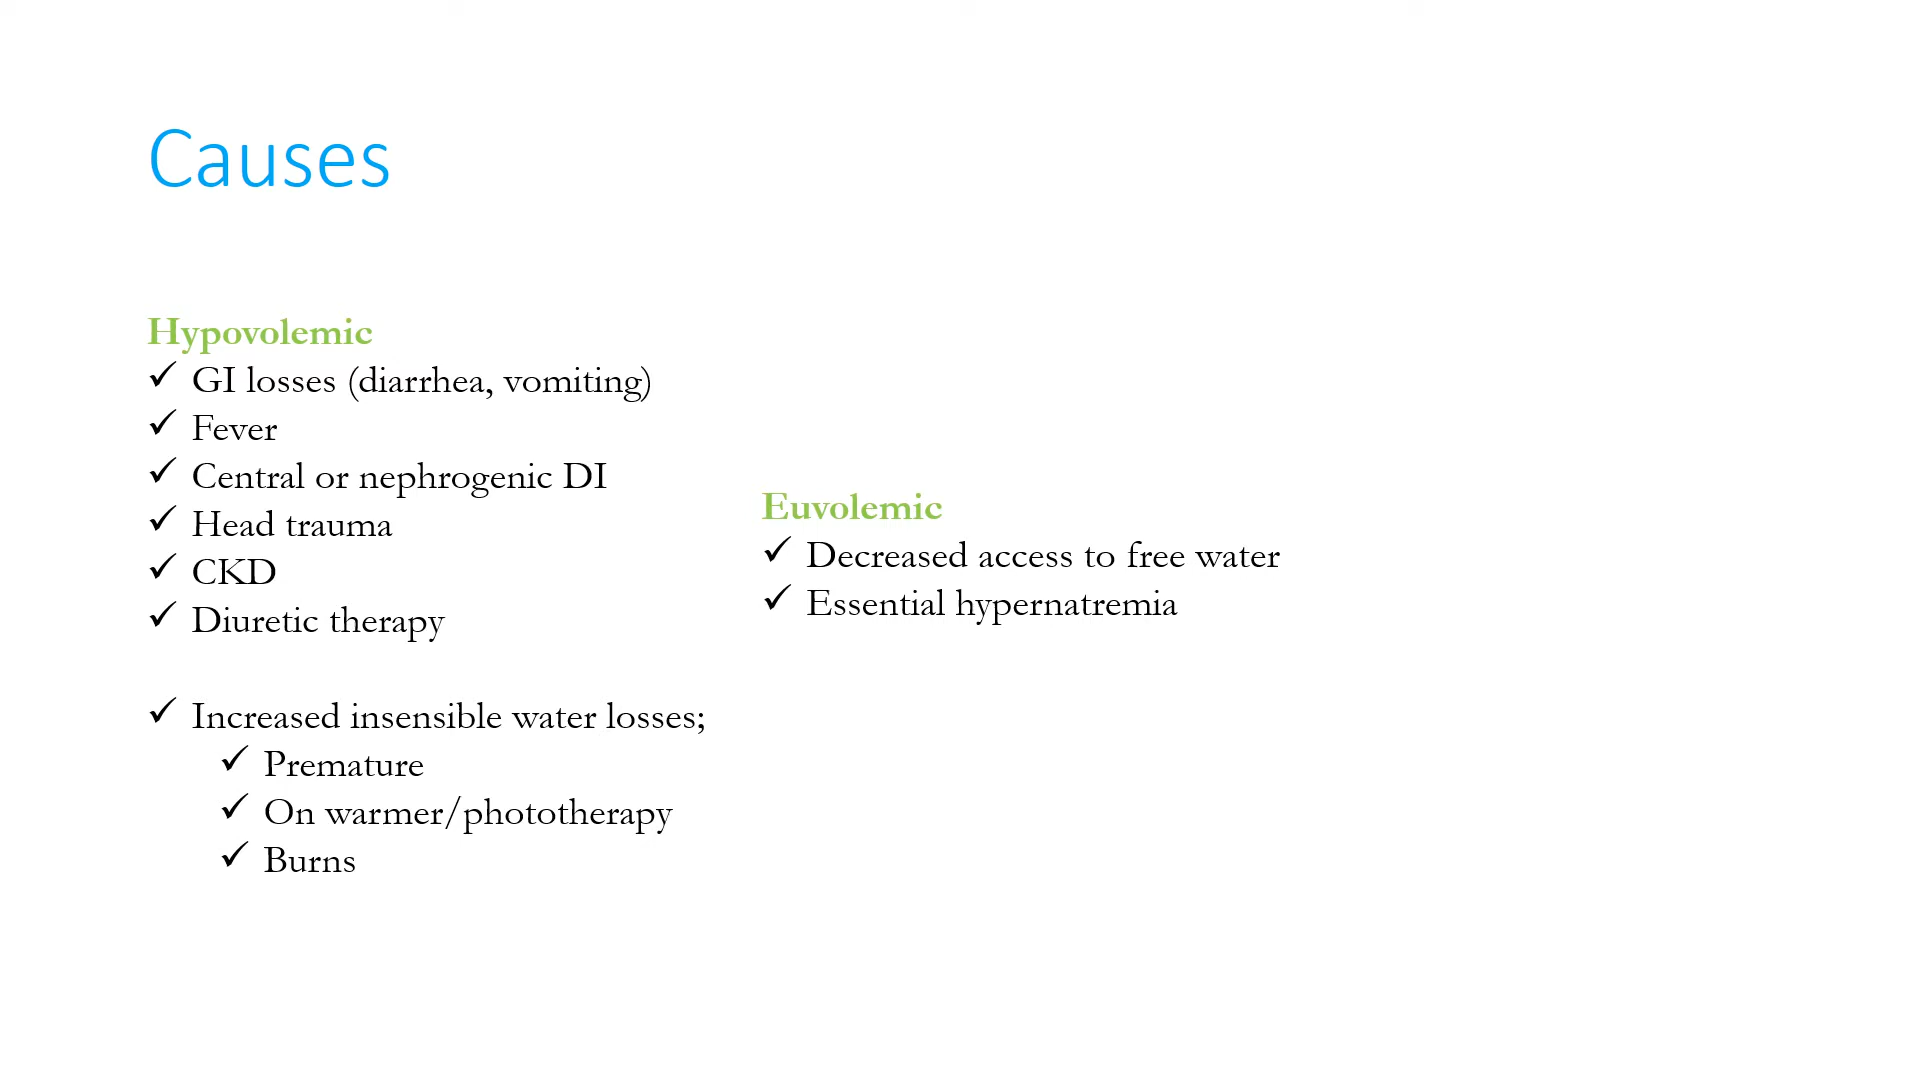 Causes
Hypovolemic
✓ GI losses (diarrhea, vomiting)
✓ Fever
✓ Central or nephrogenic DI
✓ Head trauma
✓ CKD
✓ Diuretic therapy
✓ Increased insensible water losses;
✓ Premature
✓ On warmer/phototherapy
✓ Burns
Euvolemic
✓ Decreased access to free water
✓ Essential hypernatremia